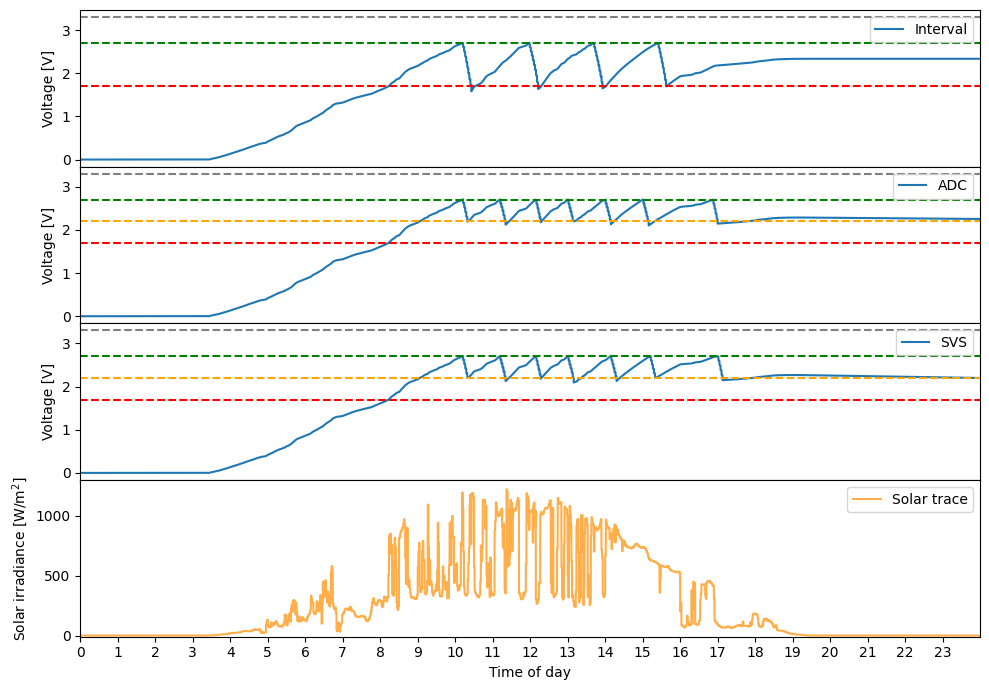 Interval
Voltage [V]
3
2
1
0
ADC
Voltage [V]
3
2
1
0
SVS
Voltage [V]
3
2
1
0
Solar trace
Solar irradiance [W/m²]
1000
500
0
0 1 2 3 4 5 6 7 8 9 10 11 12 13 14 15 16 17 18 19 20 21 22 23
Time of day